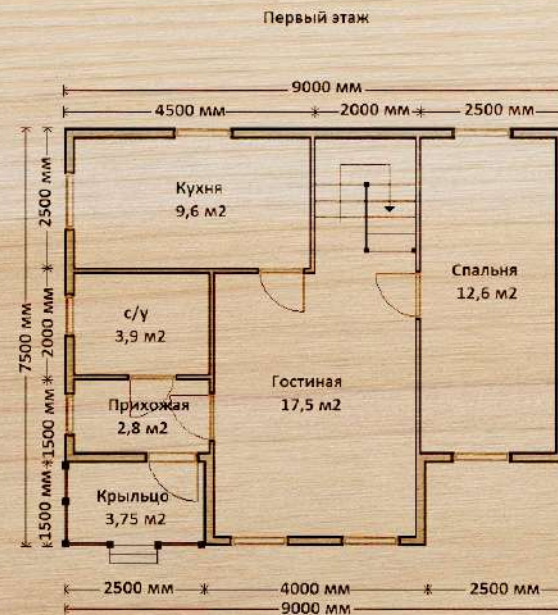 Первый этаж
9000 мм
4500 мм
2000 мм
2500 мм
7500 мм
2500 мм
2000 мм
1500 мм
1500 мм
Кухня
9,6 м2
Спальня
12,6 м2
с/у
3,9 м2
Гостиная
17,5 м2
Прихожая
2,8 м2
Крыльцо
3,75 м2
2500 мм
4000 мм
2500 мм
9000 мм